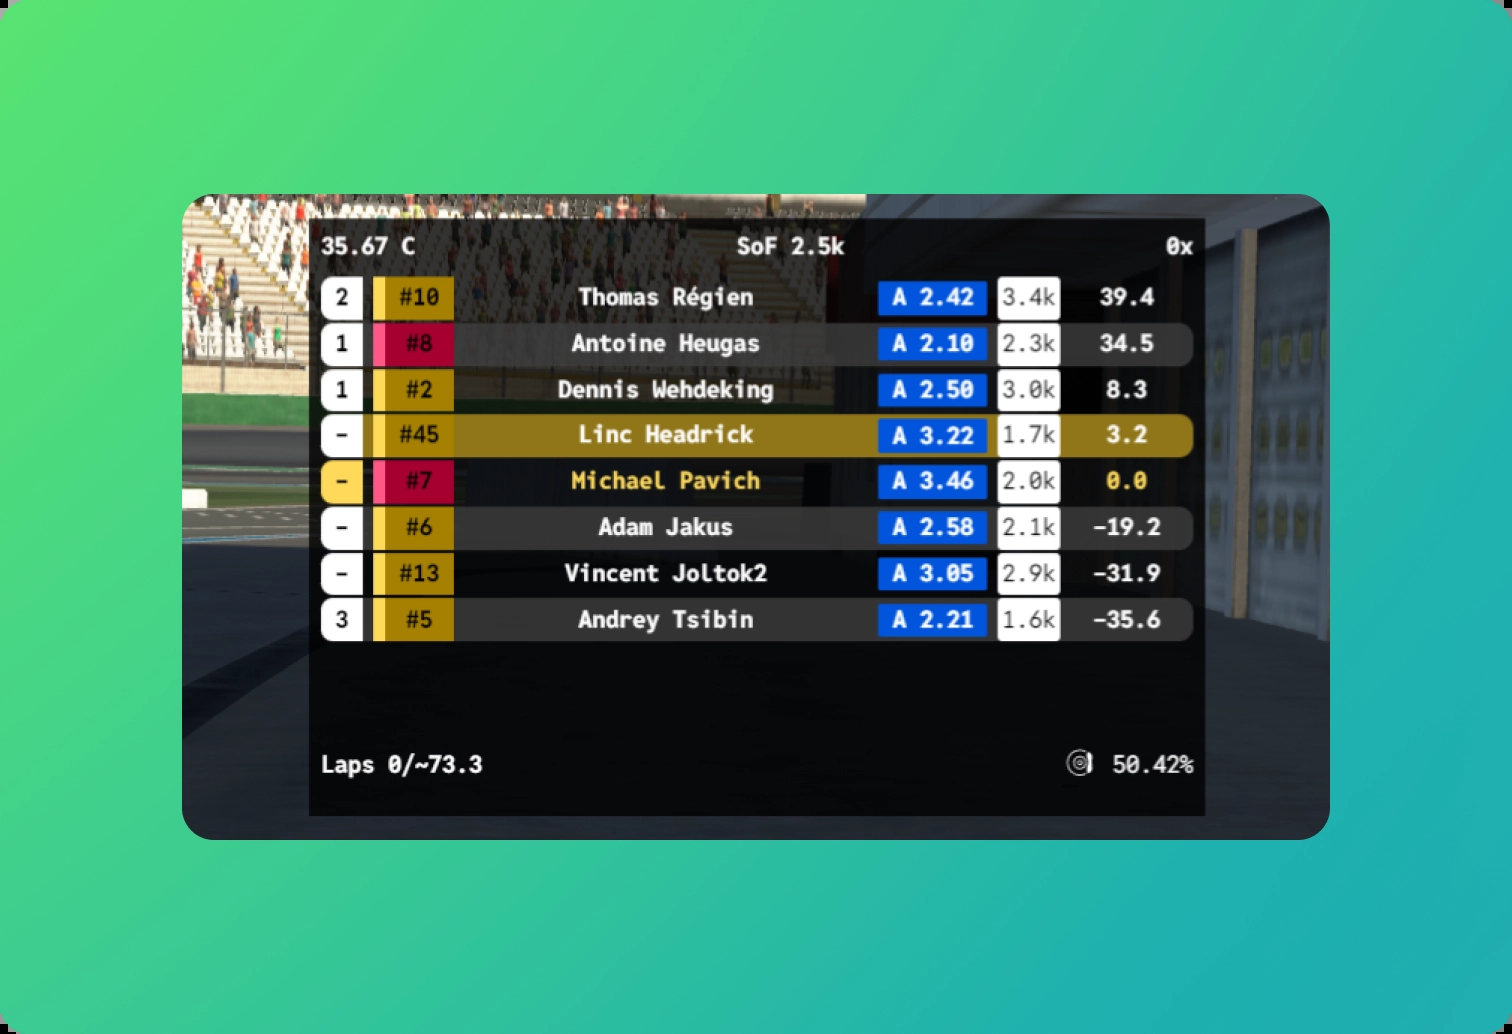 35.67 C SoF 2.5k 0x
2 #10 Thomas Régien A 2.42 3.4k 39.4
1 #8 Antoine Heugas A 2.10 2.3k 34.5
1 #2 Dennis Wehdeking A 2.50 3.0k 8.3
- #45 Linc Headrick A 3.22 1.7k 3.2
- #7 Michael Pavich A 3.46 2.0k 0.0
- #6 Adam Jakus A 2.58 2.1k -19.2
- #13 Vincent Joltok2 A 3.05 2.9k -31.9
3 #5 Andrey Tsibin A 2.21 1.6k -35.6
Laps 0/~73.3 50.42%